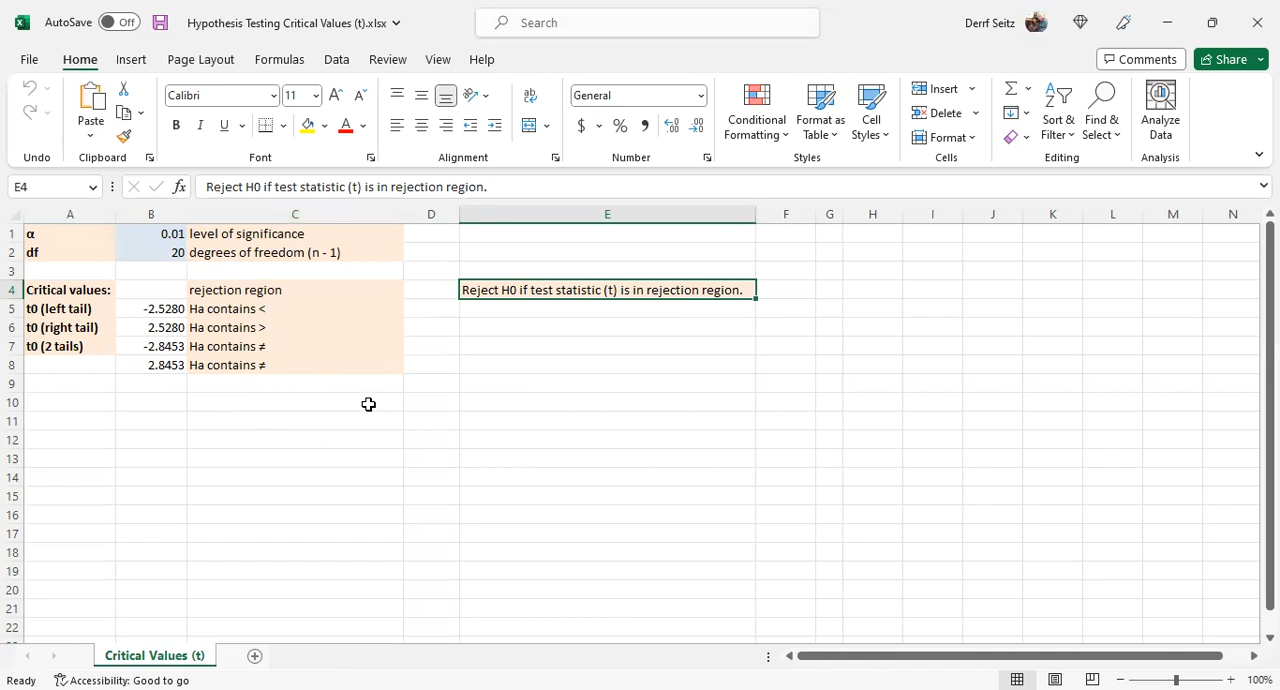 AutoSave Off Hypothesis Testing Critical Values (t).xlsx Search Derrf Seitz
File Home Insert Page Layout Formulas Data Review View Help Comments Share
Paste Calibri 11 B I U ab General $ % Conditional Formatting Format as Table Cell Styles Insert Delete Format Sort & Filter Find & Select Analyze Data
Undo Clipboard Font Alignment Number Styles Cells Editing Analysis
E4 fx Reject H0 if test statistic (t) is in rejection region.
A B C D E F G H I J K L M N
1 α 0.01 level of significance
2 df 20 degrees of freedom (n - 1)
3
4 Critical values: rejection region Reject H0 if test statistic (t) is in rejection region.
5 t0 (left tail) -2.5280 Ha contains <
6 t0 (right tail) 2.5280 Ha contains >
7 t0 (2 tails) -2.8453 Ha contains ≠
8 2.8453 Ha contains ≠
9
10
11
12
13
14
15
16
17
18
19
20
21
22
Critical Values (t)
Ready Accessibility: Good to go 100%